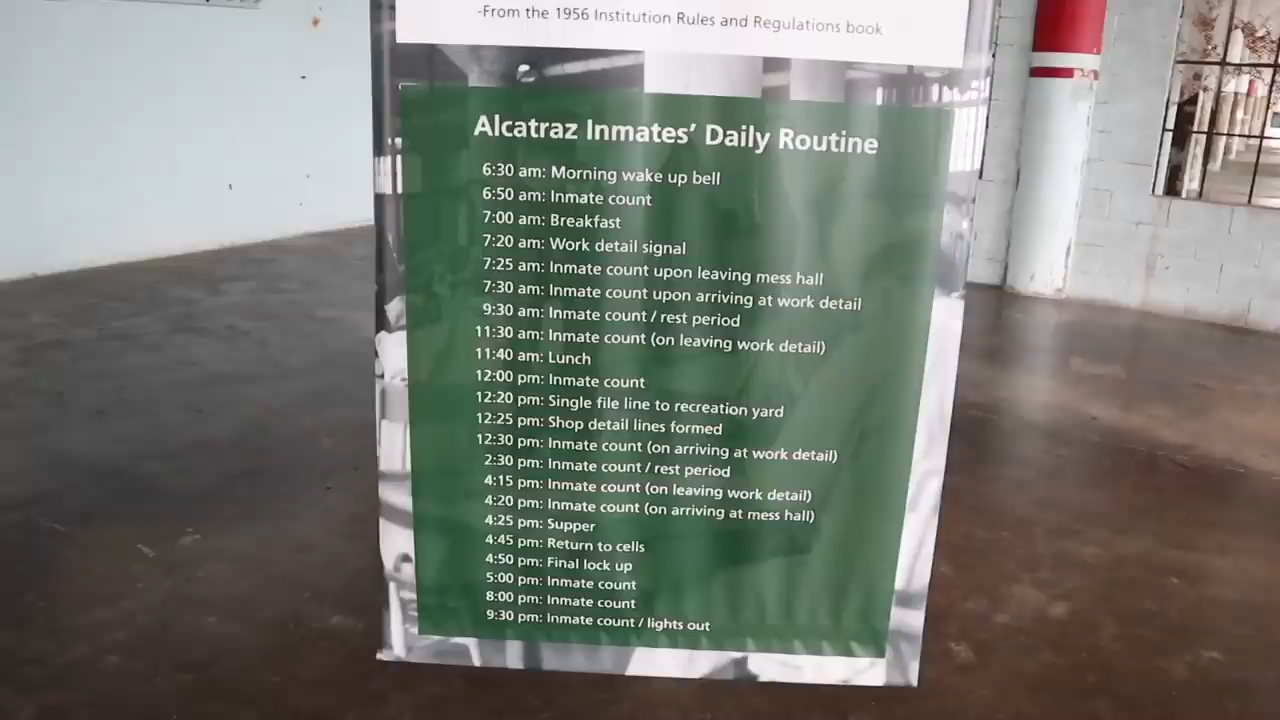 -From the 1956 Institution Rules and Regulations book
Alcatraz Inmates’ Daily Routine
6:30 am: Morning wake up bell
6:50 am: Inmate count
7:00 am: Breakfast
7:20 am: Work detail signal
7:25 am: Inmate count upon leaving mess hall
7:30 am: Inmate count upon arriving at work detail
9:30 am: Inmate count / rest period
11:30 am: Inmate count (on leaving work detail)
11:40 am: Lunch
12:00 pm: Inmate count
12:20 pm: Single file line to recreation yard
12:25 pm: Shop detail lines formed
12:30 pm: Inmate count (on arriving at work detail)
2:30 pm: Inmate count / rest period
4:15 pm: Inmate count (on leaving work detail)
4:20 pm: Inmate count (on arriving at mess hall)
4:25 pm: Supper
4:45 pm: Return to cells
4:50 pm: Final lock up
5:00 pm: Inmate count
8:00 pm: Inmate count
9:30 pm: Inmate count / lights out